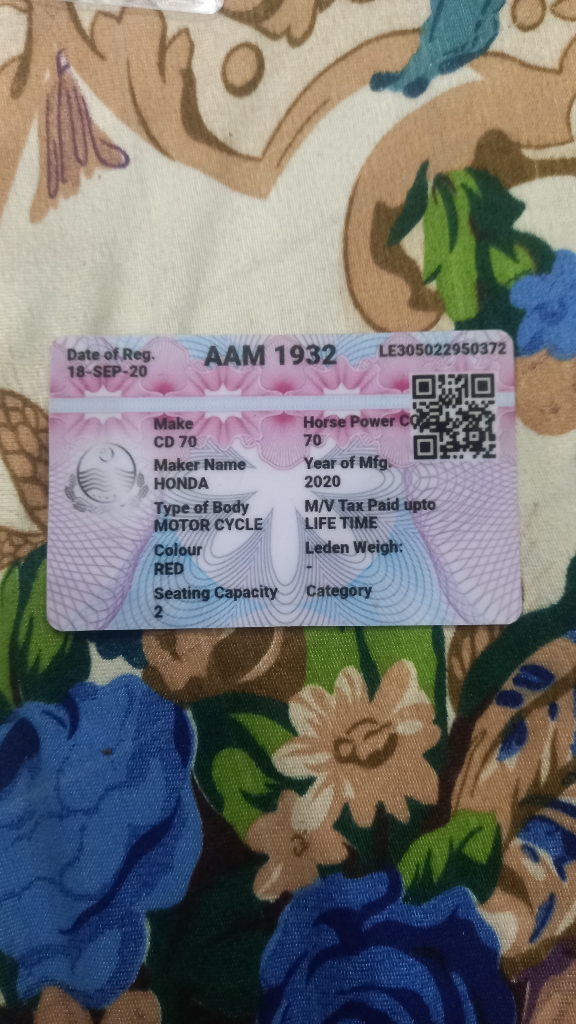 Date of Reg.
18-SEP-20
AAM 1932
LE305022950372
Make
CD 70
Horse Power
70
Maker Name
HONDA
Year of Mfg.
2020
Type of Body
MOTOR CYCLE
M/V Tax Paid upto
LIFE TIME
Colour
RED
Leden Weigh:
-
Seating Capacity
2
Category